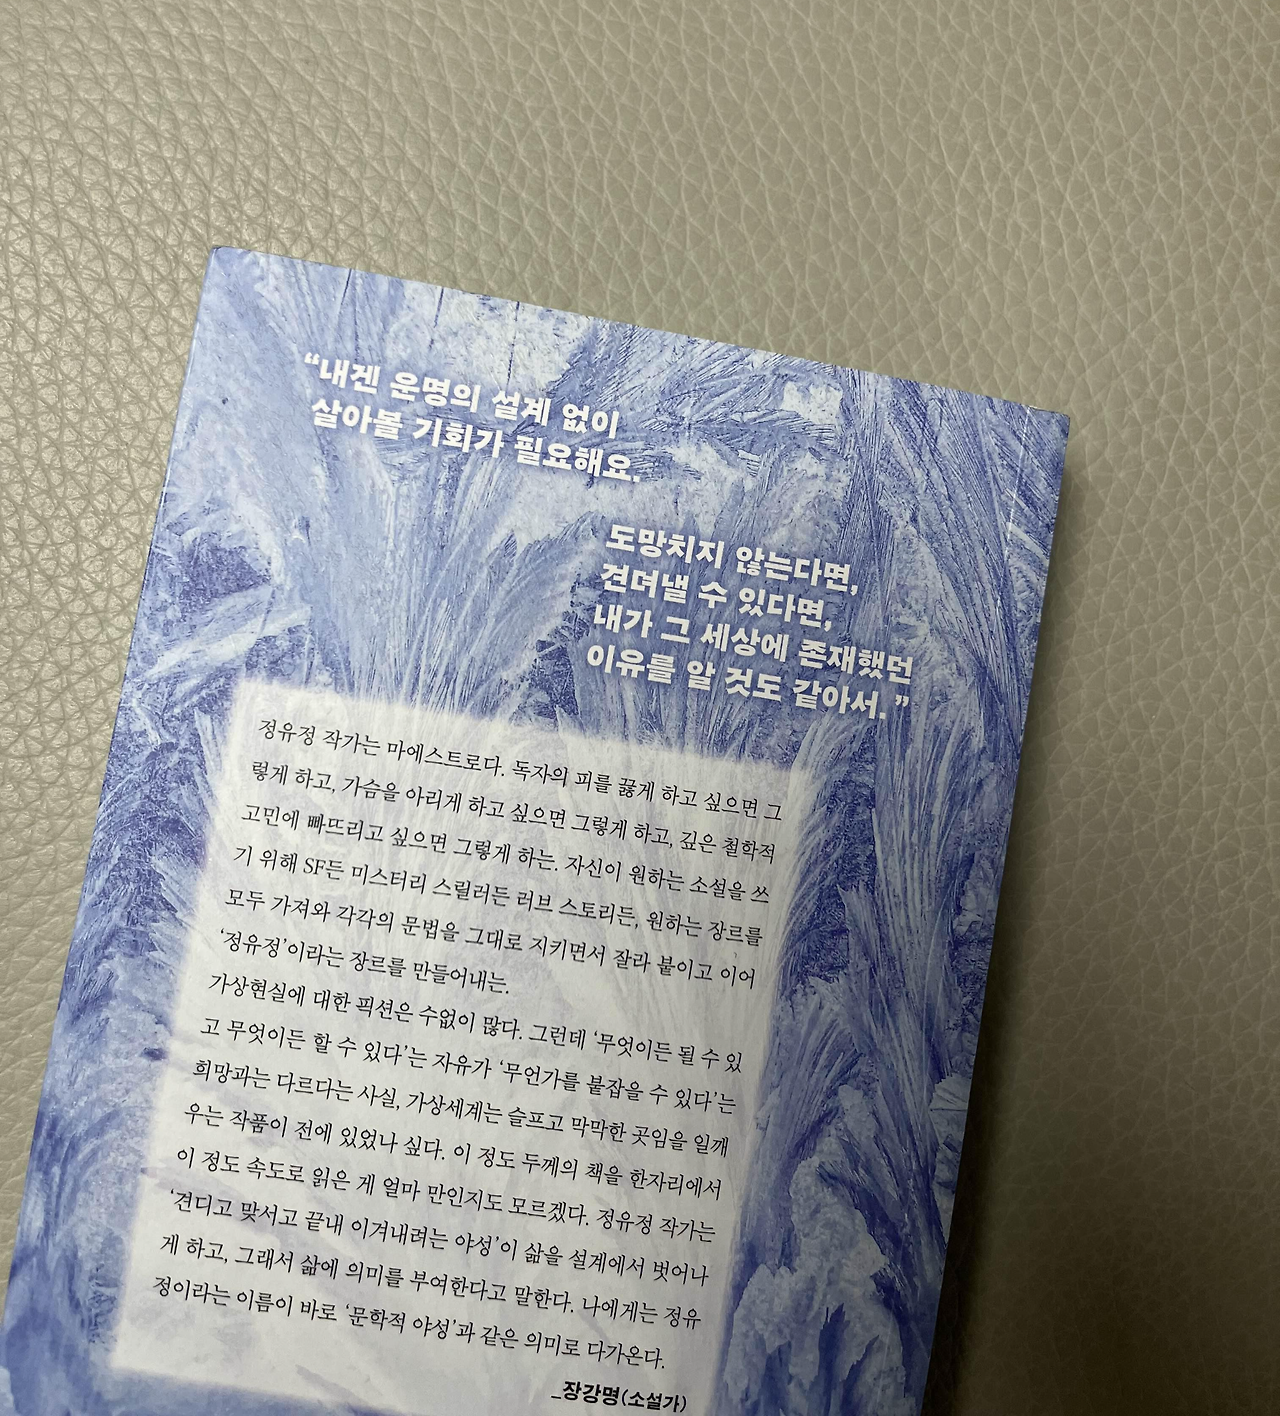 “내겐 운명의 설계 없이
살아볼 기회가 필요해요.
도망치지 않는다면,
견뎌낼 수 있다면,
내가 그 세상에 존재했던
이유를 알 것도 같아서.”
정유정 작가는 마에스트로다. 독자의 피를 끓게 하고 싶으면 그
렇게 하고, 가슴을 아리게 하고 싶으면 그렇게 하고, 깊은 철학적
고민에 빠뜨리고 싶으면 그렇게 하는. 자신이 원하는 소설을 쓰
기 위해 SF든 미스터리 스릴러든 러브 스토리든, 원하는 장르를
모두 가져와 각각의 문법을 그대로 지키면서 잘라 붙이고 이어
‘정유정’이라는 장르를 만들어내는.
가상현실에 대한 픽션은 수없이 많다. 그런데 ‘무엇이든 될 수 있
고 무엇이든 할 수 있다’는 자유가 ‘무언가를 붙잡을 수 있다’는
희망과는 다르다는 사실, 가상세계는 슬프고 막막한 곳임을 일깨
우는 작품이 전에 있었나 싶다. 이 정도 두께의 책을 한자리에서
이 정도 속도로 읽은 게 얼마 만인지도 모르겠다. 정유정 작가는
‘견디고 맞서고 끝내 이겨내려는 야성’이 삶을 설계에서 벗어나
게 하고, 그래서 삶에 의미를 부여한다고 말한다. 나에게는 정유
정이라는 이름이 바로 ‘문학적 야성’과 같은 의미로 다가온다.
_장강명(소설가)